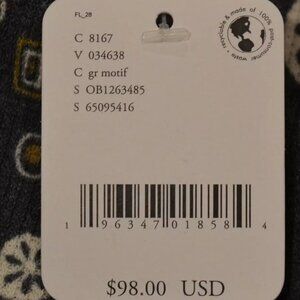 FL_28
C 8167
V 034638
C gr motif
S OB1263485
S 65095416
recyclable & made of 100% post-consumer waste •
1 96347 01858 4
$98.00 USD